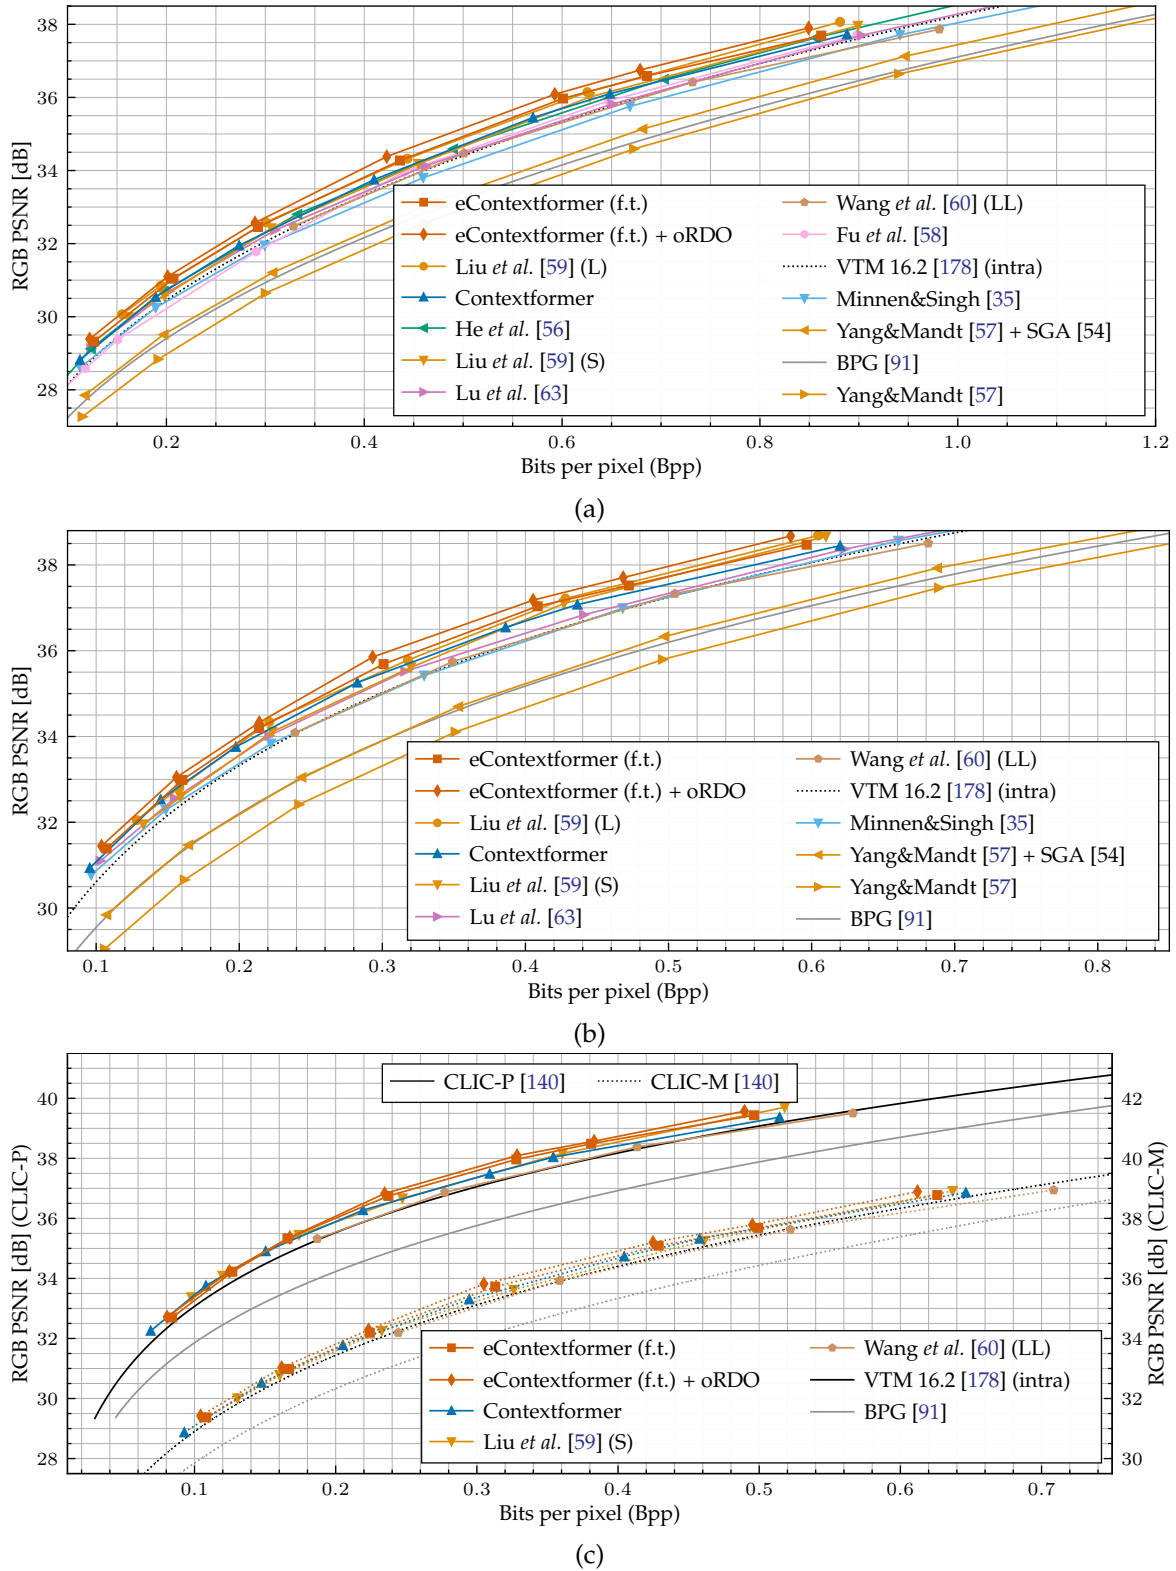 38
36
34
32
30
28
RGB PSNR [dB]
eContextformer (f.t.)
eContextformer (f.t.) + oRDO
Liu et al. [59] (L)
Contextformer
He et al. [56]
Liu et al. [59] (S)
Lu et al. [63]
Wang et al. [60] (LL)
Fu et al. [58]
VTM 16.2 [178] (intra)
Minnen&Singh [35]
Yang&Mandt [57] + SGA [54]
BPG [91]
Yang&Mandt [57]
0.2 0.4 0.6 0.8 1.0 1.2
Bits per pixel (Bpp)
(a)
38
36
34
32
30
RGB PSNR [dB]
eContextformer (f.t.)
eContextformer (f.t.) + oRDO
Liu et al. [59] (L)
Contextformer
Liu et al. [59] (S)
Lu et al. [63]
Wang et al. [60] (LL)
VTM 16.2 [178] (intra)
Minnen&Singh [35]
Yang&Mandt [57] + SGA [54]
Yang&Mandt [57]
BPG [91]
0.1 0.2 0.3 0.4 0.5 0.6 0.7 0.8
Bits per pixel (Bpp)
(b)
CLIC-P [140] CLIC-M [140]
40
38
36
34
32
30
28
RGB PSNR [dB] (CLIC-P)
42
40
38
36
34
32
30
RGB PSNR [db] (CLIC-M)
eContextformer (f.t.)
eContextformer (f.t.) + oRDO
Contextformer
Liu et al. [59] (S)
Wang et al. [60] (LL)
VTM 16.2 [178] (intra)
BPG [91]
0.1 0.2 0.3 0.4 0.5 0.6 0.7
Bits per pixel (Bpp)
(c)